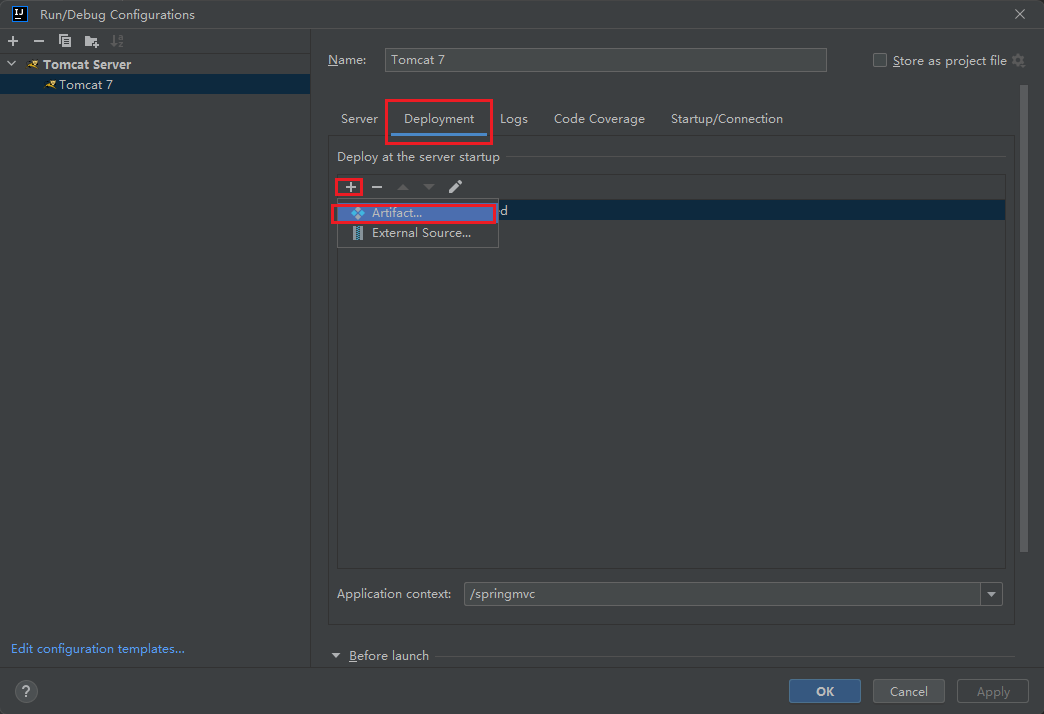 Run/Debug Configurations
Tomcat Server
Tomcat 7
Name: Tomcat 7 Store as project file
Server Deployment Logs Code Coverage Startup/Connection
Deploy at the server startup
Artifact... d
External Source...
Application context: /springmvc
Edit configuration templates...
Before launch
? OK Cancel Apply